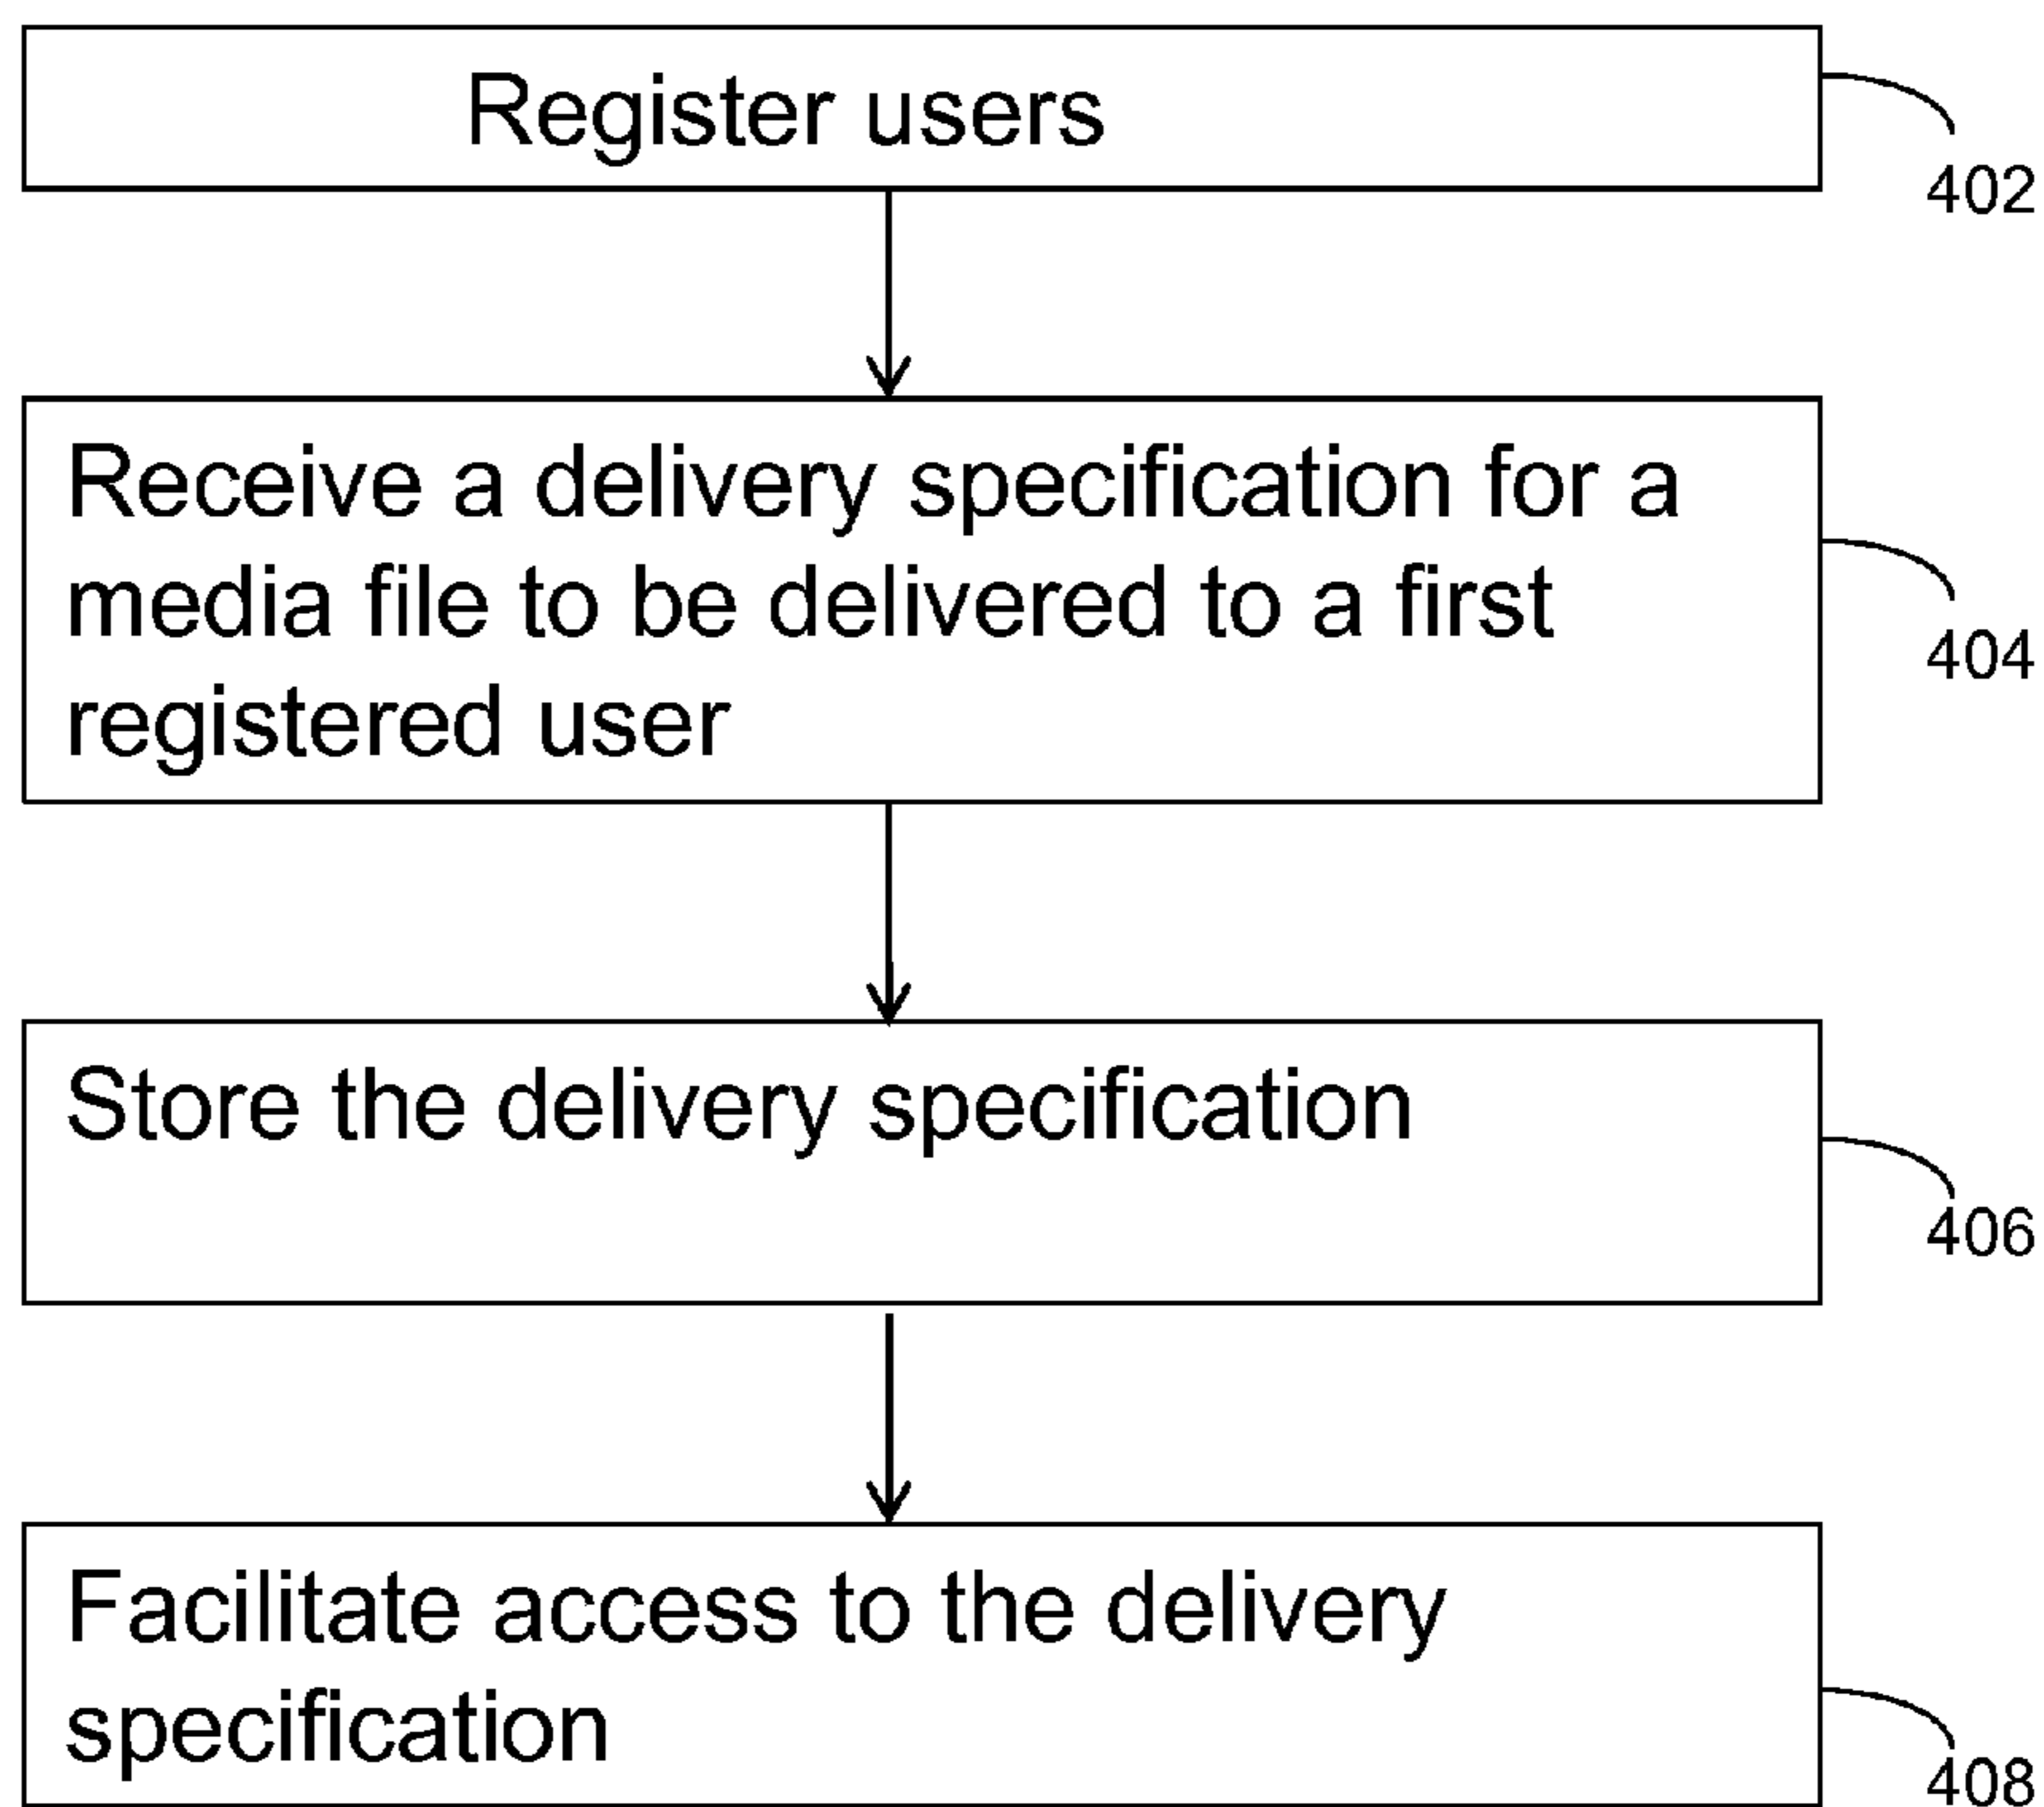 Register users
402
Receive a delivery specification for a
media file to be delivered to a first
registered user
404
Store the delivery specification
406
Facilitate access to the delivery
specification
408